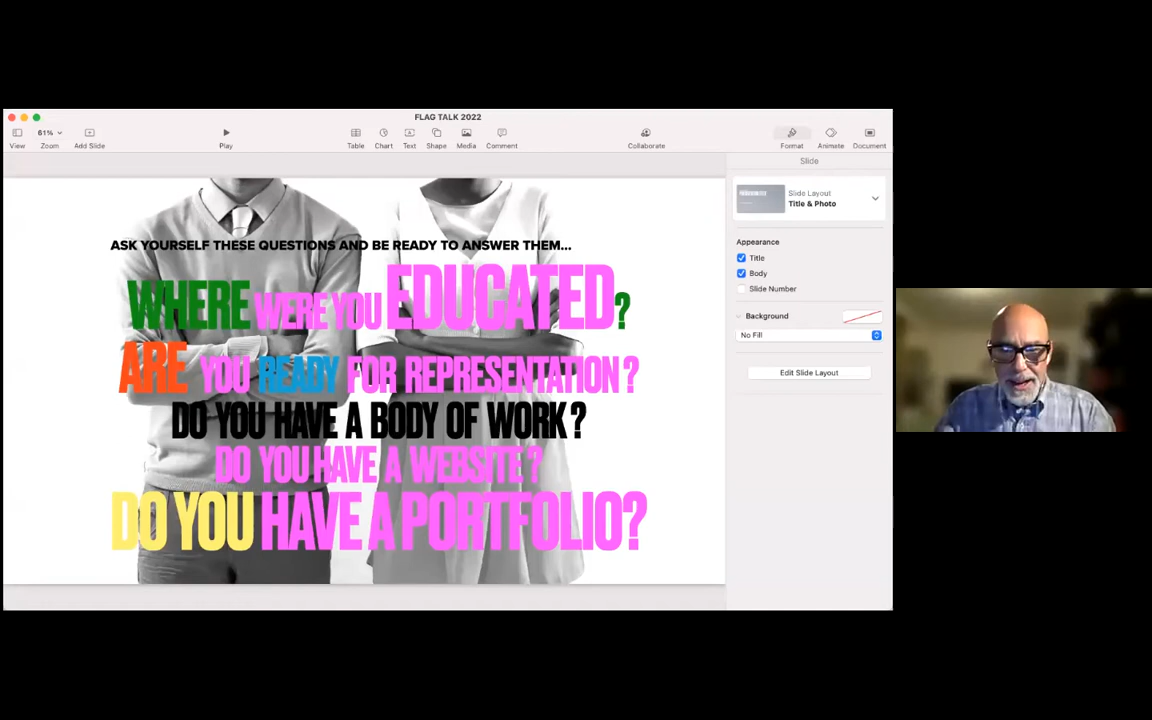 FLAG TALK 2022
View
61%
Zoom
Add Slide
Play
Table
Chart
Text
Shape
Media
Comment
Collaborate
Format
Animate
Document
Slide
Slide Layout
Title & Photo
Appearance
Title
Body
Slide Number
Background
No Fill
Edit Slide Layout
ASK YOURSELF THESE QUESTIONS AND BE READY TO ANSWER THEM...
WHERE WERE YOU EDUCATED?
ARE YOU READY FOR REPRESENTATION?
DO YOU HAVE A BODY OF WORK?
DO YOU HAVE A WEBSITE?
DO YOU HAVE A PORTFOLIO?